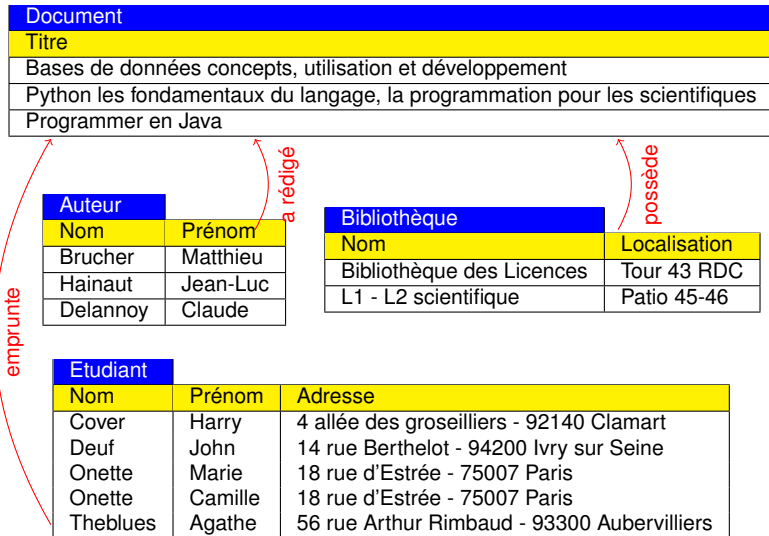 Document
Titre
Bases de données concepts, utilisation et développement
Python les fondamentaux du langage, la programmation pour les scientifiques
Programmer en Java
a rédigé
possède
emprunte
Auteur
Nom Prénom
Brucher Matthieu
Hainaut Jean-Luc
Delannoy Claude
Bibliothèque
Nom Localisation
Bibliothèque des Licences Tour 43 RDC
L1 - L2 scientifique Patio 45-46
Etudiant
Nom Prénom Adresse
Cover Harry 4 allée des groseilliers - 92140 Clamart
Deuf John 14 rue Berthelot - 94200 Ivry sur Seine
Onette Marie 18 rue d'Estrée - 75007 Paris
Onette Camille 18 rue d'Estrée - 75007 Paris
Theblues Agathe 56 rue Arthur Rimbaud - 93300 Aubervilliers